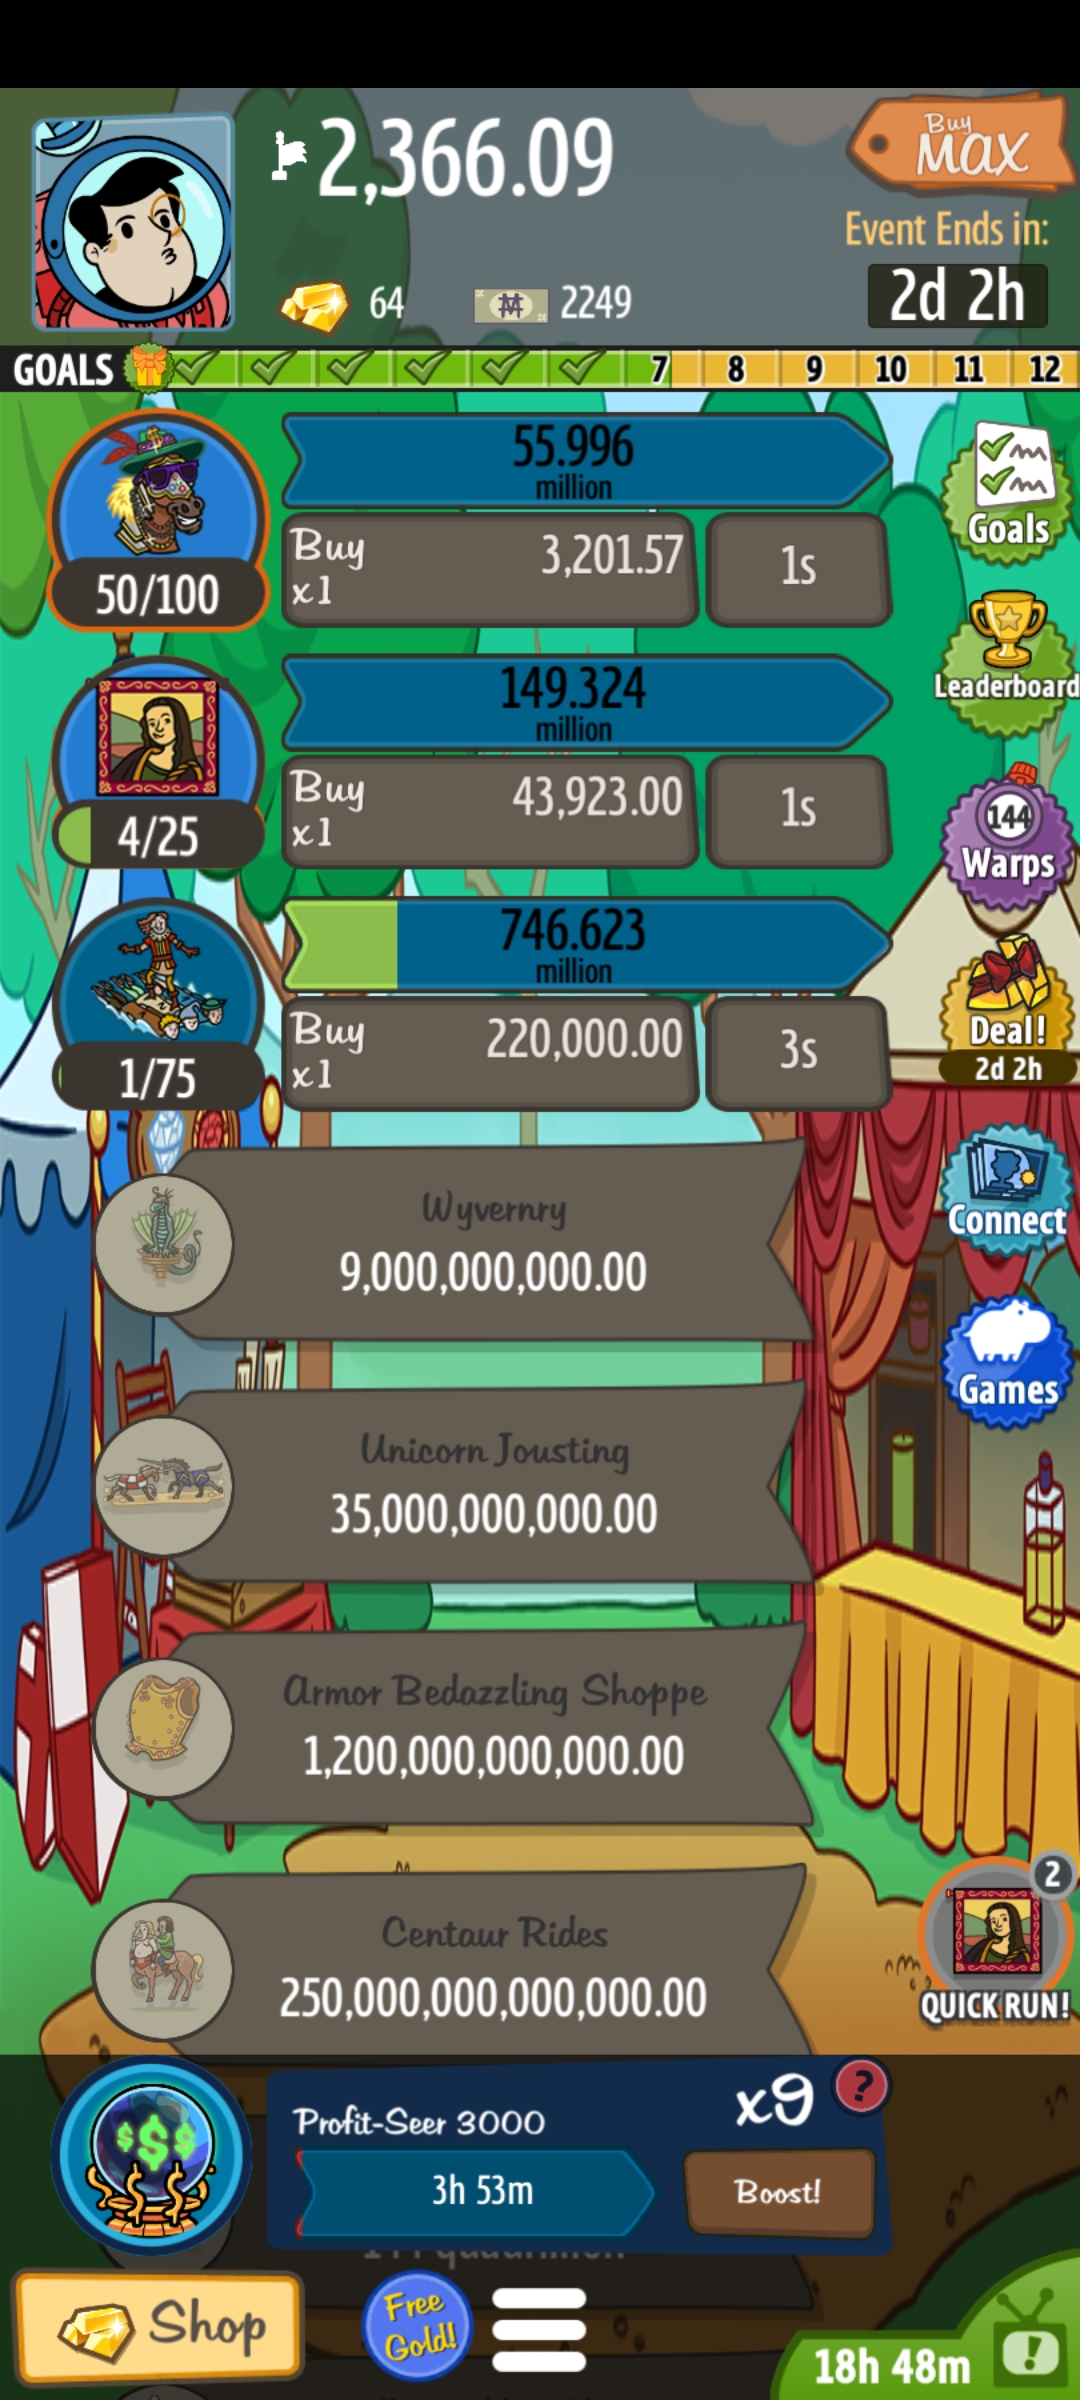 2,366.09
Buy
MAX
Event Ends in:
64
2249
2d 2h
GOALS
7 8 9 10 11 12
55.996
million
Buy
x1
3,201.57
1s
50/100
Goals
149.324
million
Leaderboard
Buy
x1
43,923.00
1s
4/25
144
Warps
746.623
million
Buy
x1
220,000.00
3s
1/75
Deal!
2d 2h
Wyvernry
9,000,000,000.00
Connect
Unicorn Jousting
35,000,000,000.00
Games
Armor Bedazzling Shoppe
1,200,000,000,000.00
Centaur Rides
250,000,000,000,000.00
2
QUICK RUN!
$$$
Profit-Seer 3000
x9
?
3h 53m
Boost!
Shop
Free
Gold!
!
18h 48m